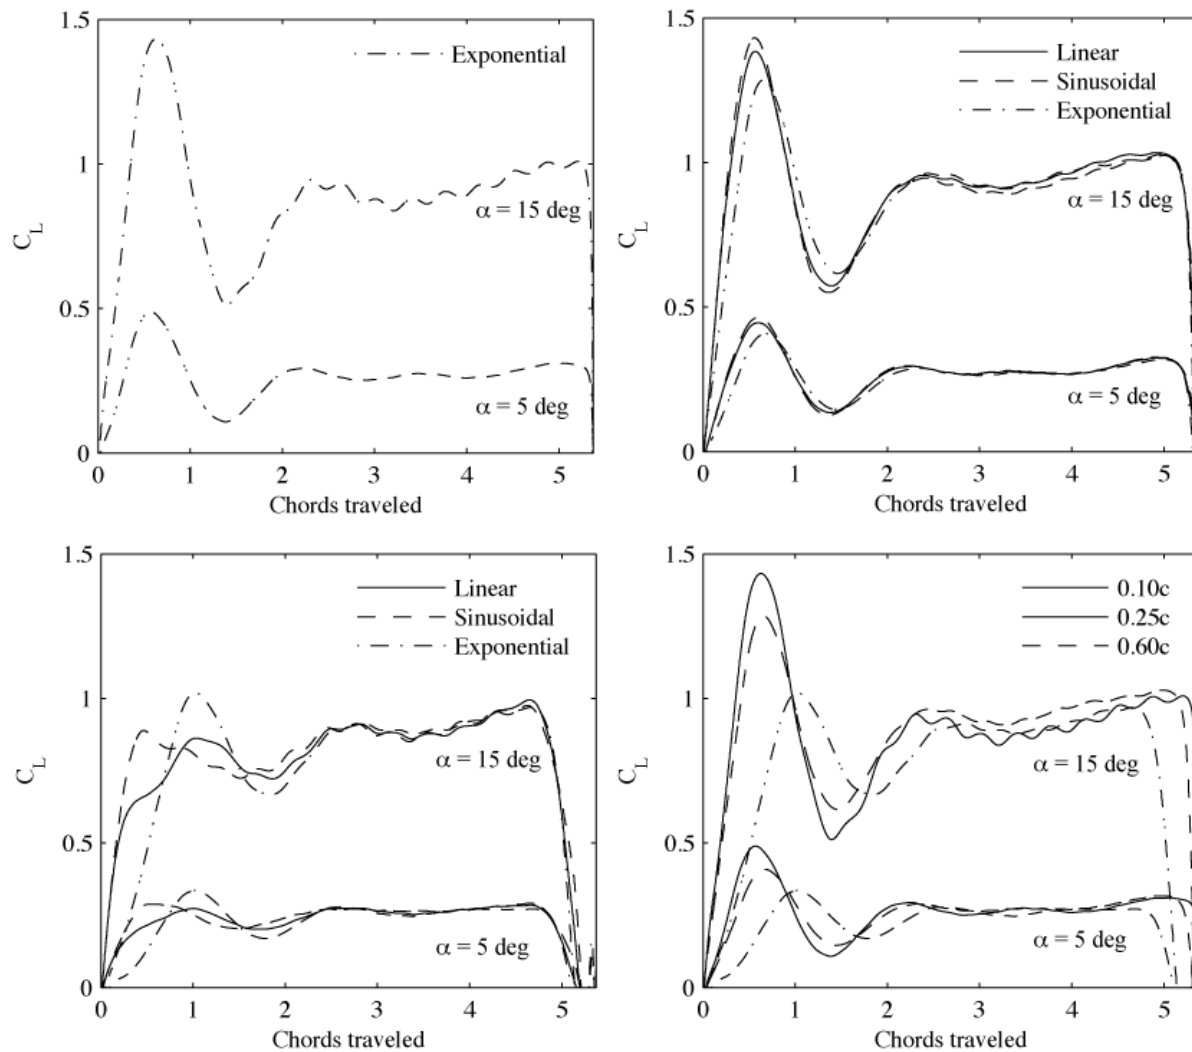 1.5
Exponential
1
C_L
α = 15 deg
0.5
α = 5 deg
0
0 1 2 3 4 5
Chords traveled
1.5
Linear
Sinusoidal
Exponential
1
C_L
α = 15 deg
0.5
α = 5 deg
0
0 1 2 3 4 5
Chords traveled
1.5
Linear
Sinusoidal
Exponential
1
C_L
α = 15 deg
0.5
α = 5 deg
0
0 1 2 3 4 5
Chords traveled
1.5
0.10c
0.25c
0.60c
1
C_L
α = 15 deg
0.5
α = 5 deg
0
0 1 2 3 4 5
Chords traveled